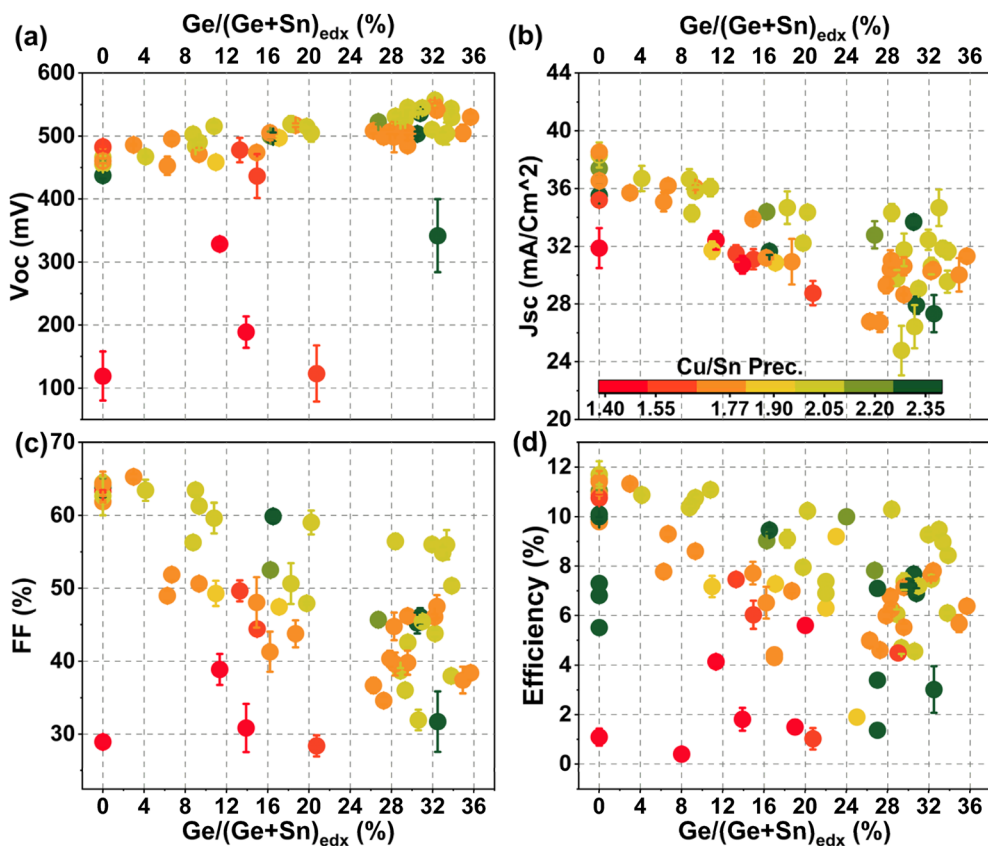 Ge/(Ge+Sn)edx (%)
Ge/(Ge+Sn)edx (%)
(a)
0 4 8 12 16 20 24 28 32 36
(b)
0 4 8 12 16 20 24 28 32 36
600
500
400
300
200
100
Voc (mV)
44
40
36
32
28
24
20
Jsc (mA/Cm^2)
Cu/Sn Prec.
1.40 1.55 1.77 1.90 2.05 2.20 2.35
(c)
70
60
50
40
30
FF (%)
0 4 8 12 16 20 24 28 32 36
Ge/(Ge+Sn)edx (%)
(d)
12
10
8
6
4
2
0
Efficiency (%)
0 4 8 12 16 20 24 28 32 36
Ge/(Ge+Sn)edx (%)